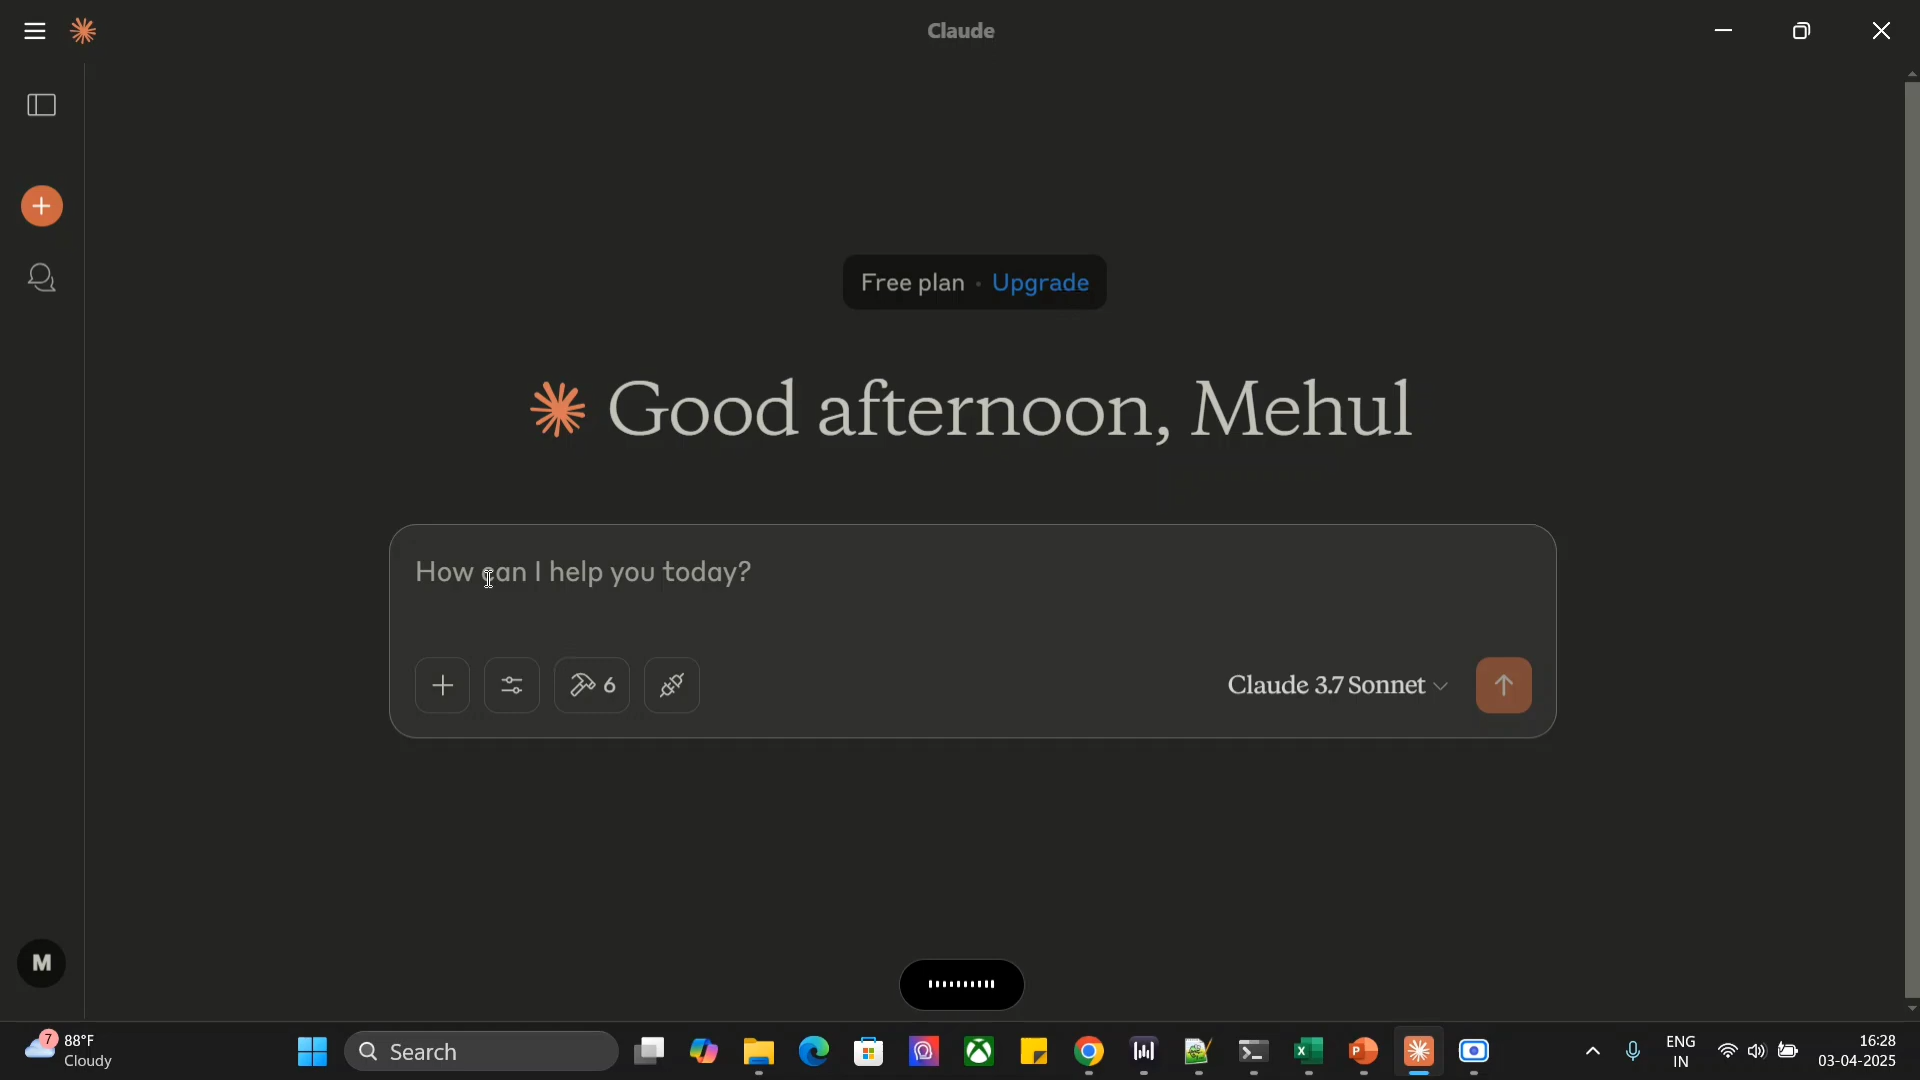 Claude
Free plan · Upgrade
Good afternoon, Mehul
How can I help you today?
6
Claude 3.7 Sonnet
M
7
88°F
Cloudy
Search
ENG
IN
16:28
03-04-2025